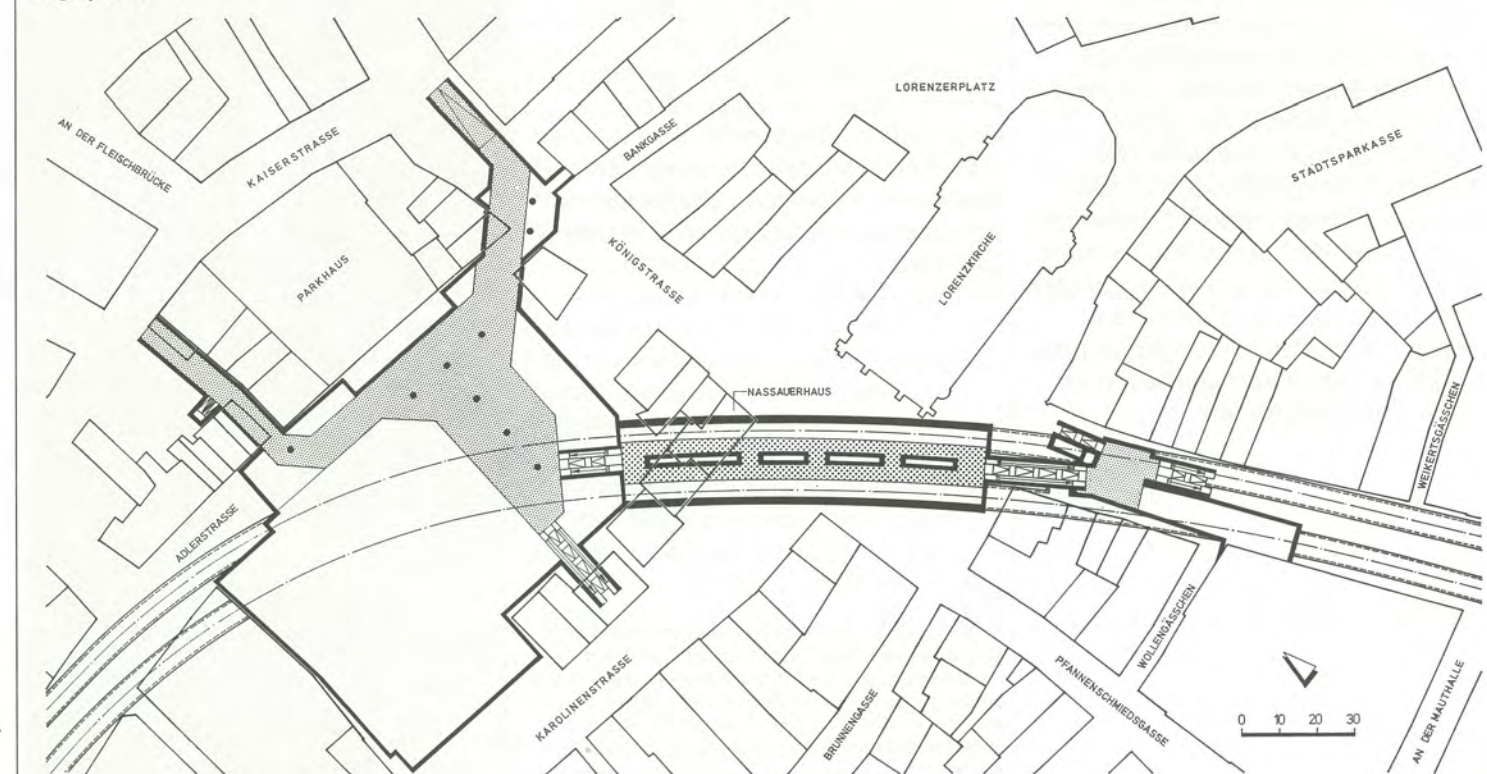 LORENZERPLATZ
AN DER FLEISCHBRÜCKE
KAISERSTRASSE
BANKGASSE
STADTSPARKASSE
PARKHAUS
KÖNIGSTRASSE
LORENZKIRCHE
NASSAUERHAUS
WEIKERTSGÄSSCHEN
ADLERSTRASSE
WOLLENGÄSSCHEN
KAROLINENSTRASSE
BRUNNENGASSE
PFANNENSCHMIEDSGASSE
AN DER MAUTHALLE
0 10 20 30